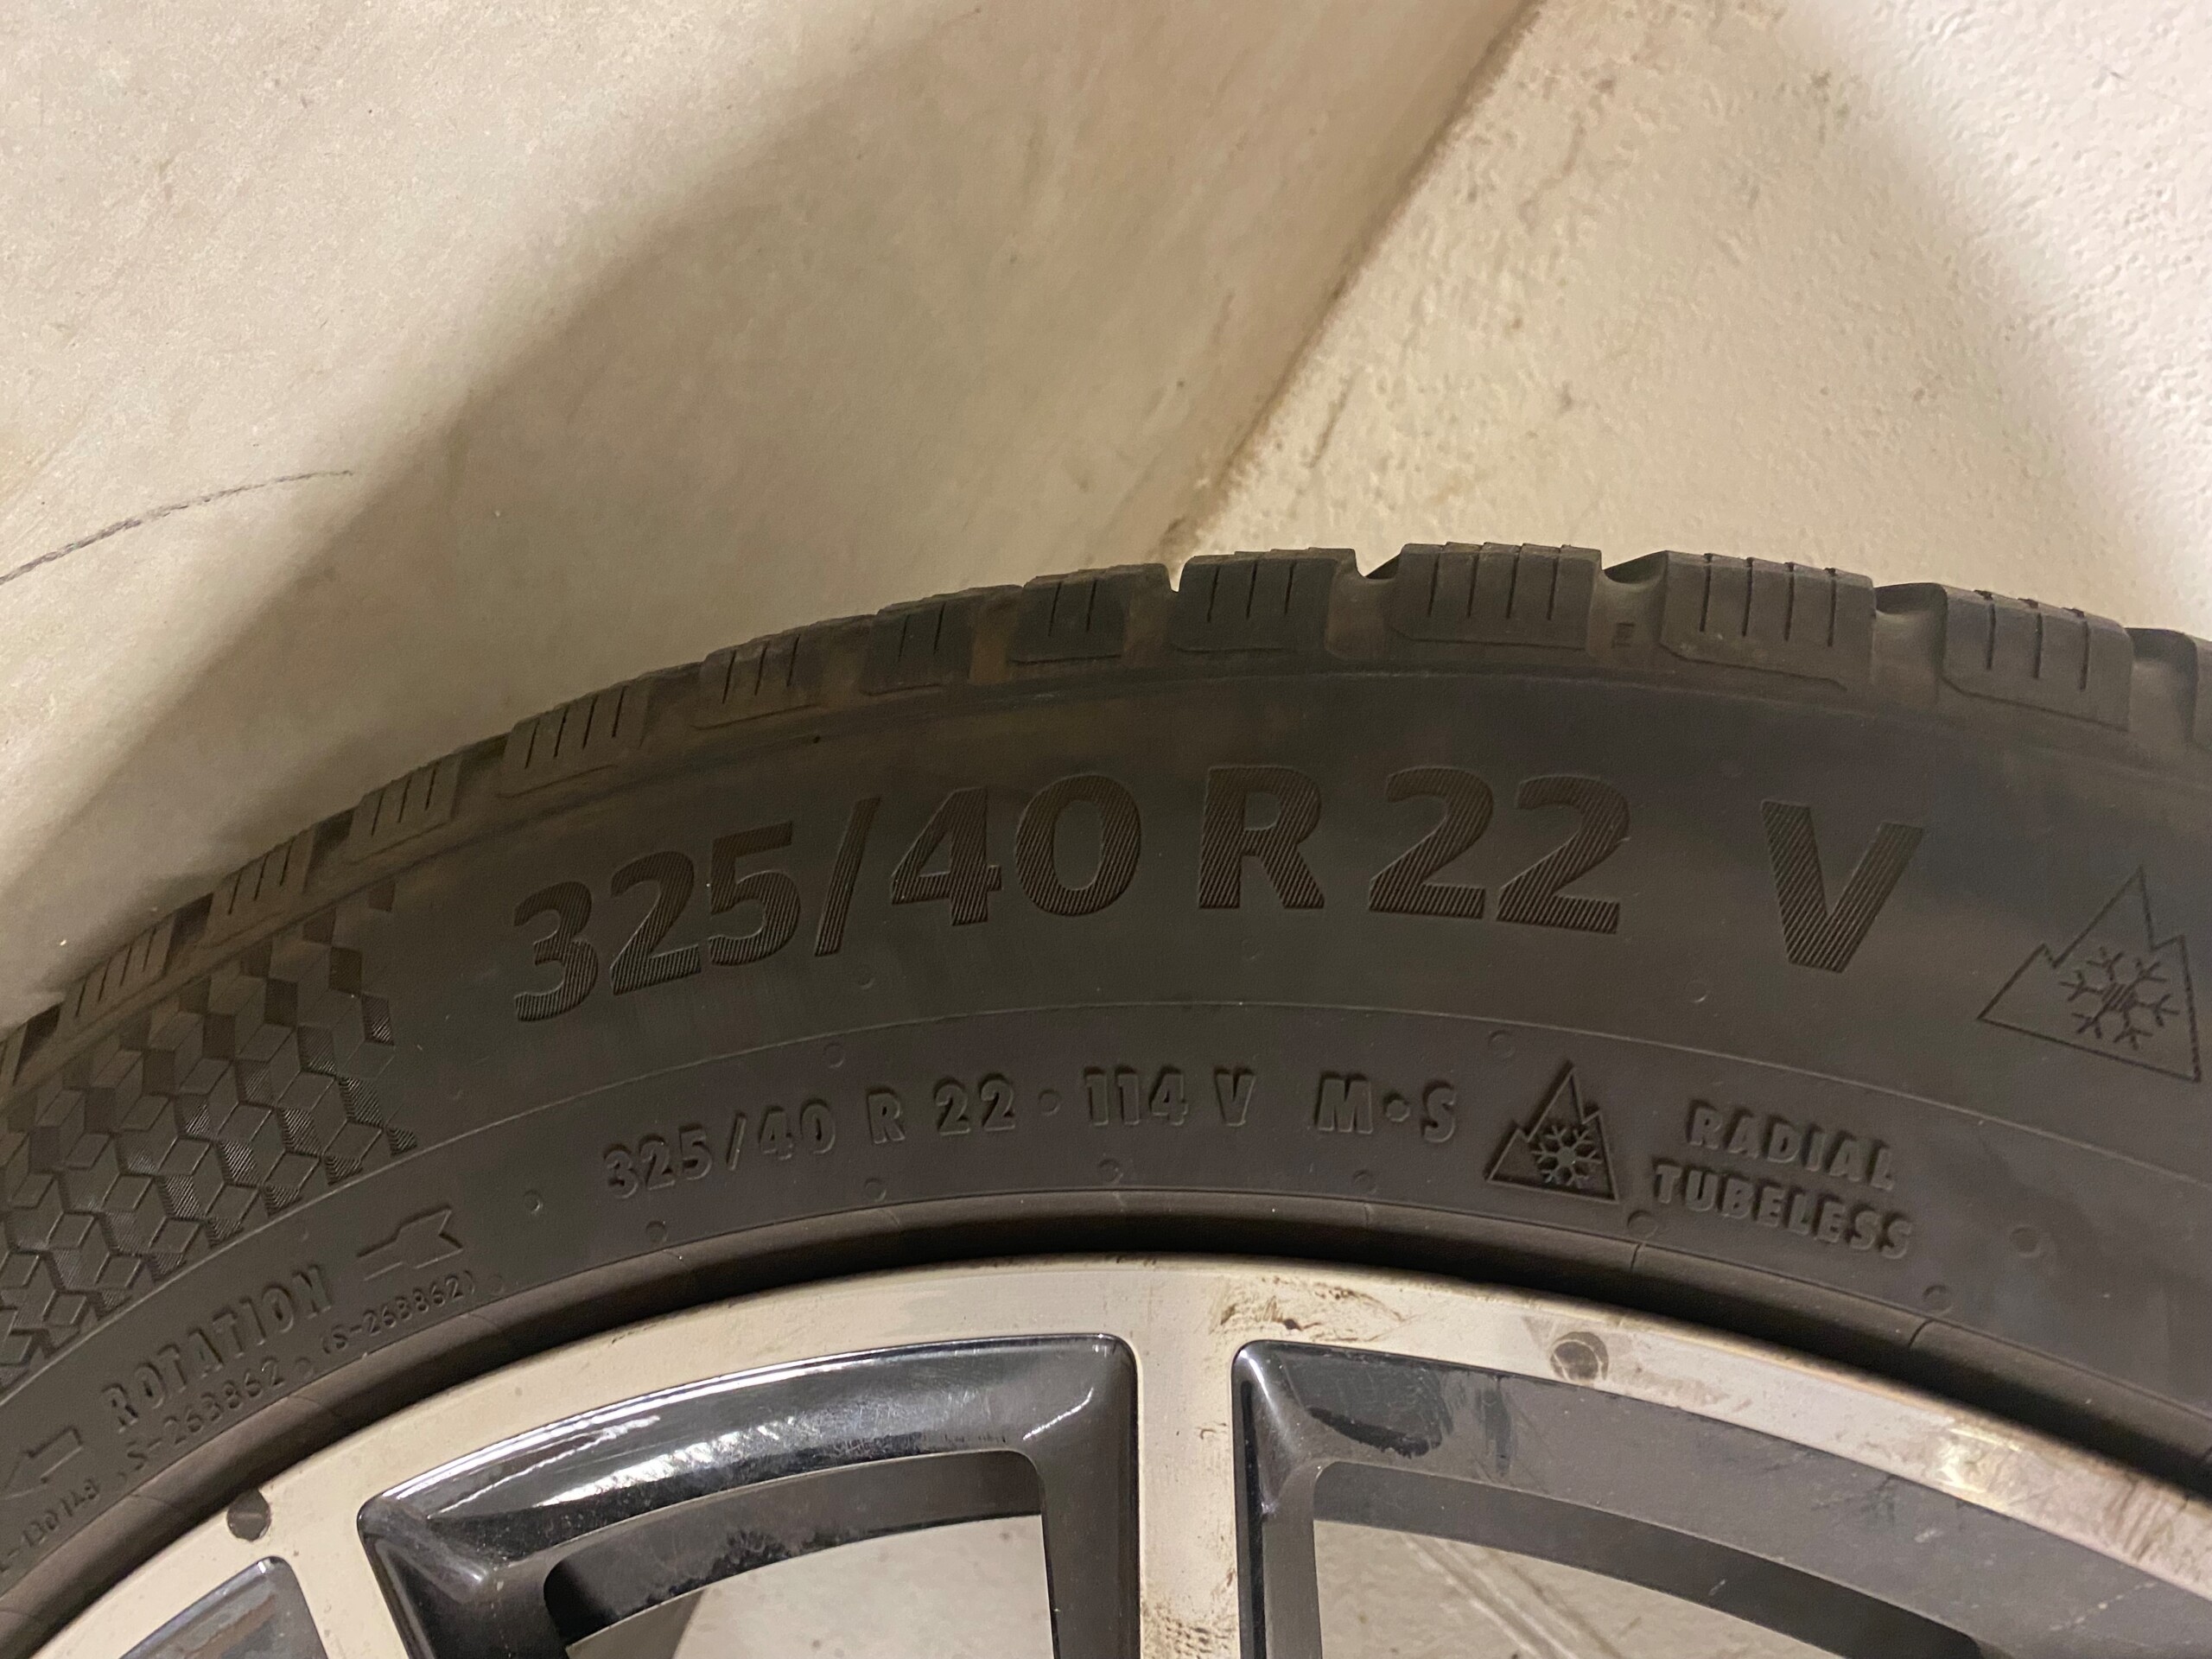 325/40 R 22 V
325/40 R 22 · 114 V M·S
RADIAL
TUBELESS
ROTATION
S-263862 (S-263862)